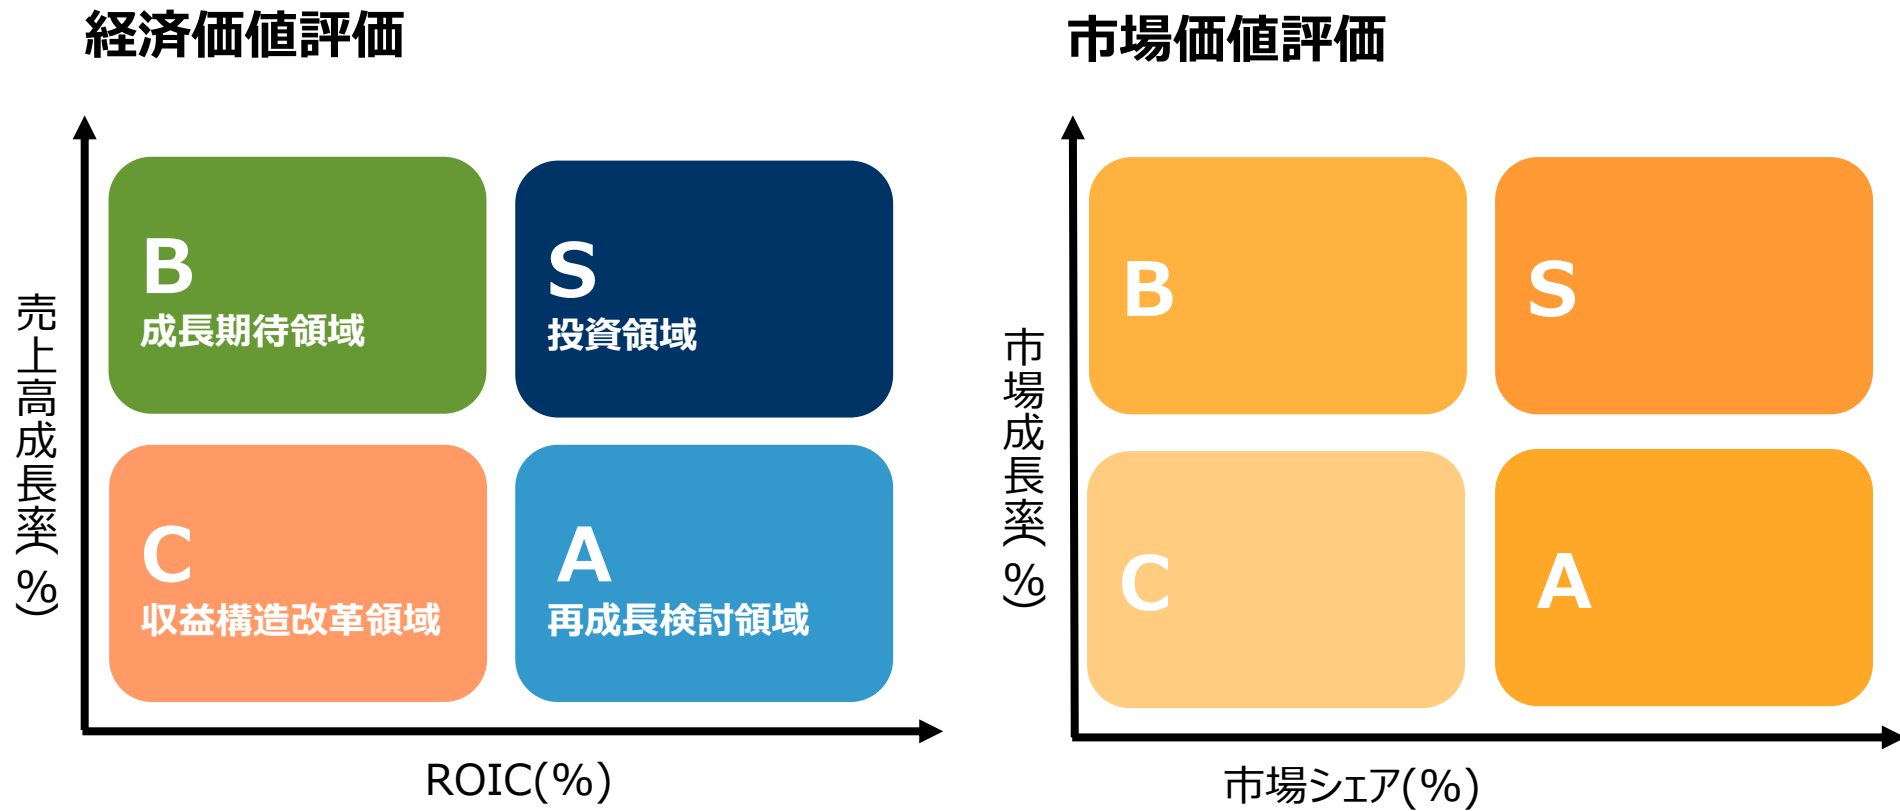 経済価値評価
売上高成長率(%)
B
成長期待領域
S
投資領域
C
収益構造改革領域
A
再成長検討領域
ROIC(%)
市場価値評価
市場成長率(%)
B
S
C
A
市場シェア(%)